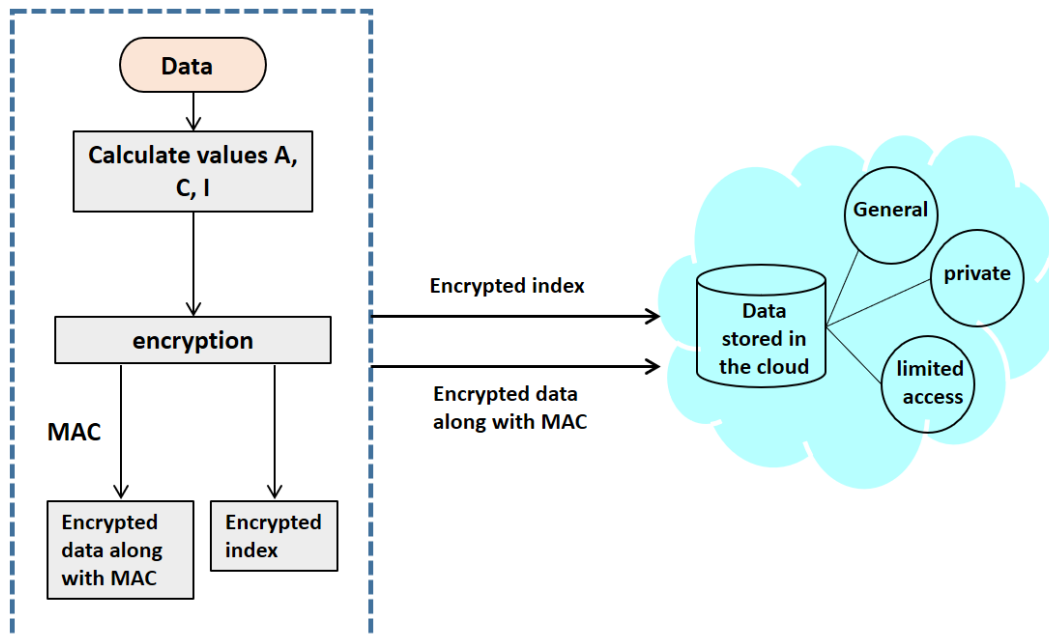 Data
Calculate values A,
C, I
encryption
MAC
Encrypted
data along
with MAC
Encrypted
index
Encrypted index
Encrypted data
along with MAC
Data
stored in
the cloud
General
private
limited
access